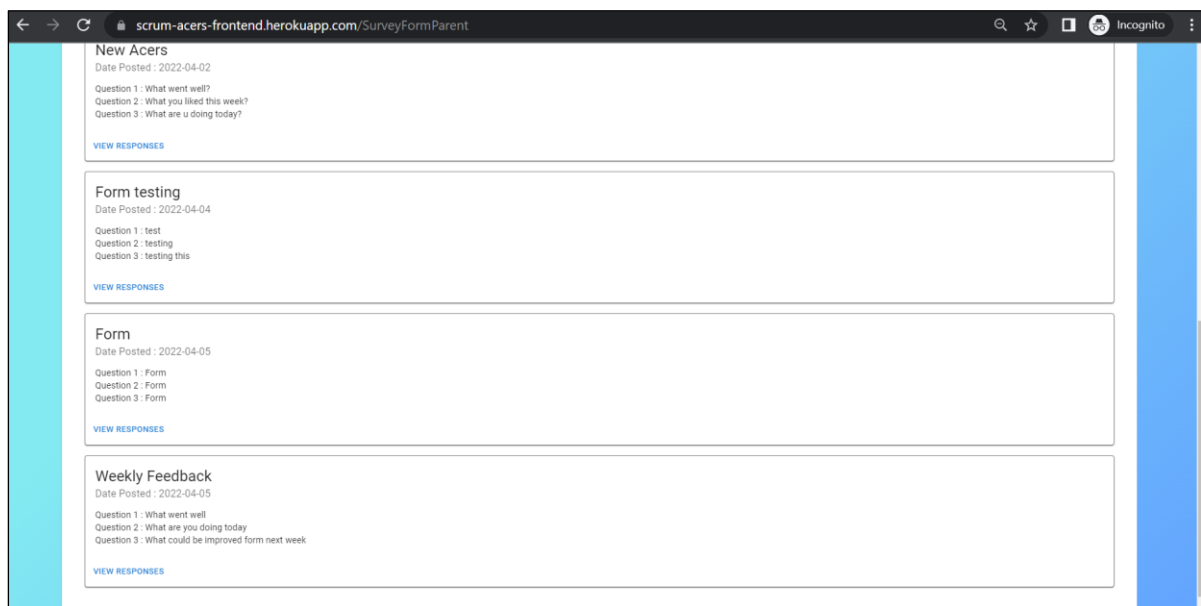 scrum-acers-frontend.herokuapp.com/SurveyFormParent
Incognito
New Acers
Date Posted : 2022-04-02
Question 1 : What went well?
Question 2 : What you liked this week?
Question 3 : What are u doing today?
VIEW RESPONSES
Form testing
Date Posted : 2022-04-04
Question 1 : test
Question 2 : testing
Question 3 : testing this
VIEW RESPONSES
Form
Date Posted : 2022-04-05
Question 1 : Form
Question 2 : Form
Question 3 : Form
VIEW RESPONSES
Weekly Feedback
Date Posted : 2022-04-05
Question 1 : What went well
Question 2 : What are you doing today
Question 3 : What could be improved form next week
VIEW RESPONSES